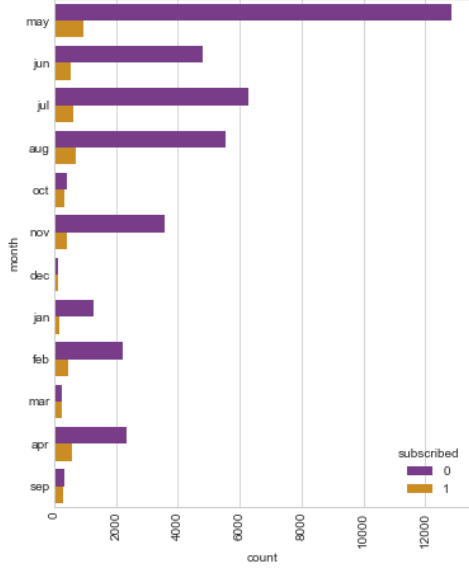 may
jun
jul
aug
oct
nov
dec
jan
feb
mar
apr
sep
month
subscribed
0
1
0
2000
4000
6000
8000
10000
12000
count